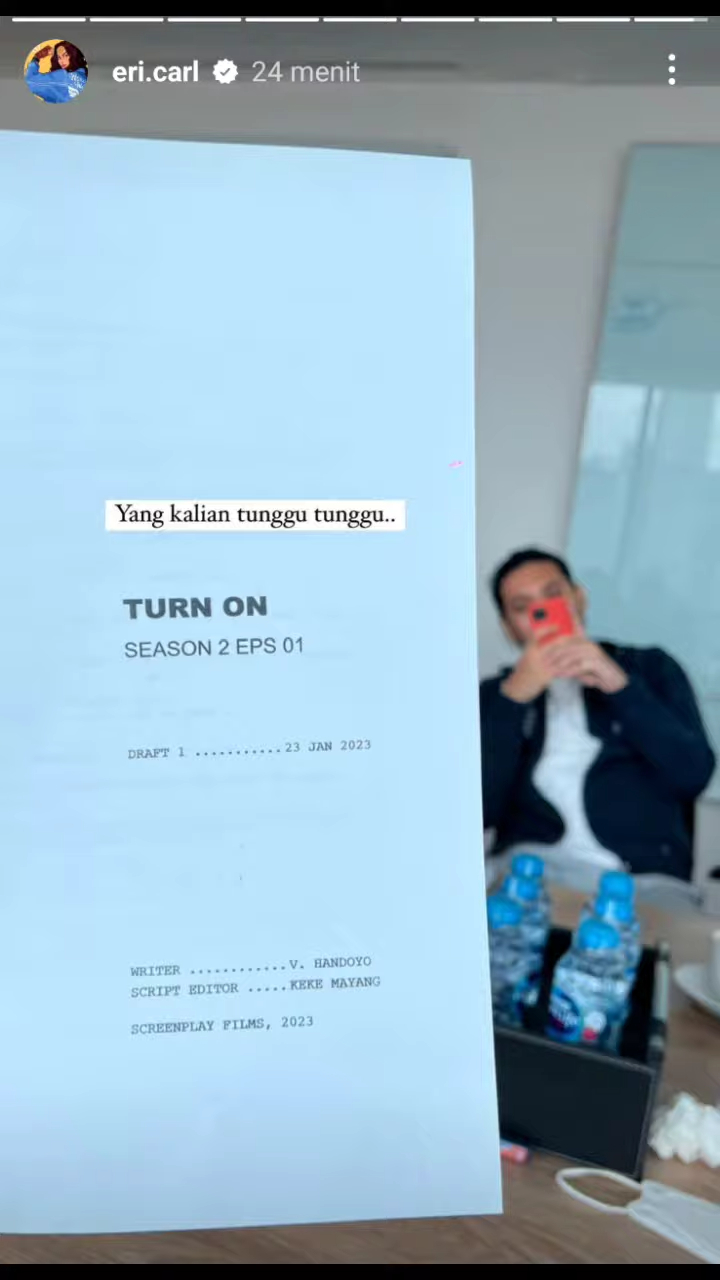 eri.carl 24 menit
Yang kalian tunggu tunggu..
TURN ON
SEASON 2 EPS 01
DRAFT 1 ...........23 JAN 2023
WRITER ............V. HANDOYO
SCRIPT EDITOR .....KEKE MAYANG
SCREENPLAY FILMS, 2023